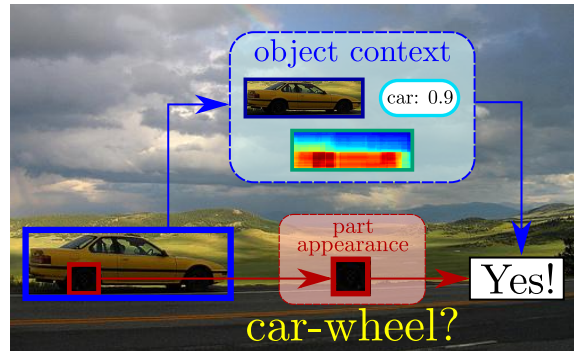 object context
car: 0.9
part
appearance
Yes!
car-wheel?